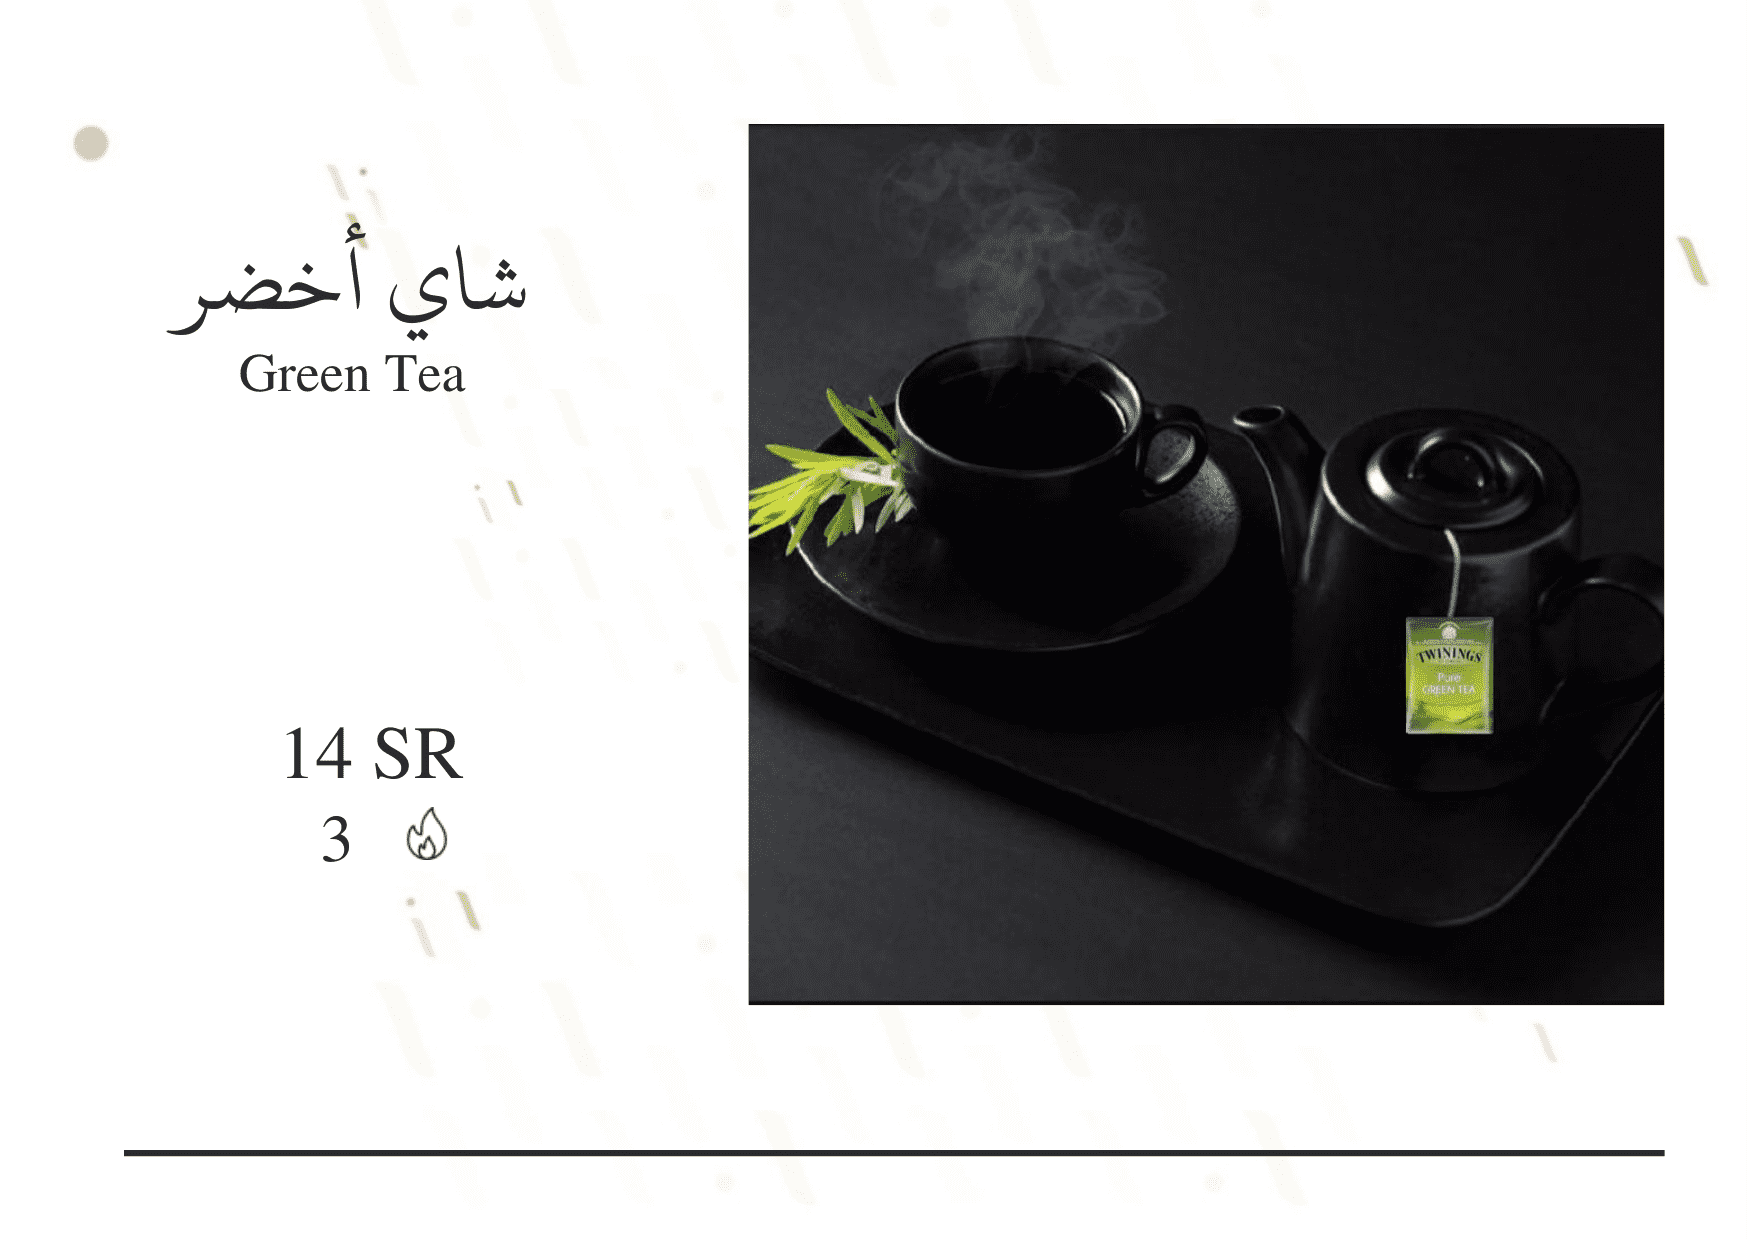 شاي أخضر
Green Tea
14 SR
3
TWININGS
Pure
GREEN TEA